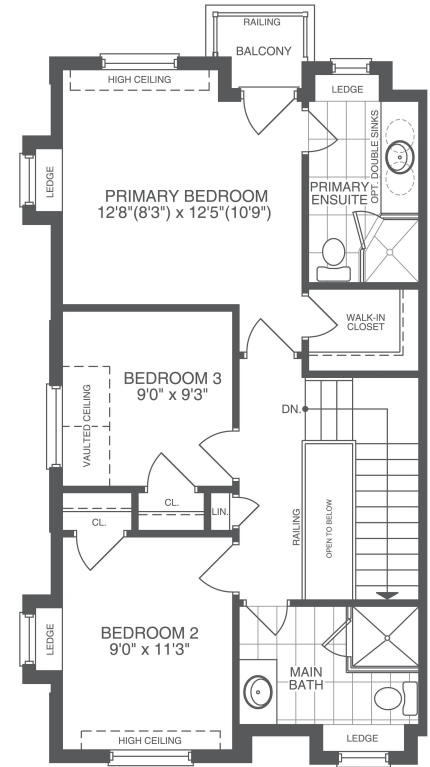 RAILING
BALCONY
HIGH CEILING
LEDGE
LEDGE
OPT. DOUBLE SINKS
PRIMARY BEDROOM
12'8"(8'3") x 12'5"(10'9")
PRIMARY
ENSUITE
WALK-IN
CLOSET
BEDROOM 3
9'0" x 9'3"
VAULTED CEILING
DN.
CL.
CL.
LIN.
RAILING
OPEN TO BELOW
BEDROOM 2
9'0" x 11'3"
LEDGE
MAIN
BATH
HIGH CEILING
LEDGE